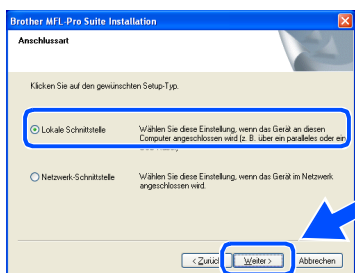 Brother MFL-Pro Suite Installation
Anschlussart
Klicken Sie auf den gewünschten Setup-Typ.
Lokale Schnittstelle
Wählen Sie diese Einstellung, wenn das Gerät an diesen
Computer angeschlossen wird (z. B. über ein paralleles oder ein
Netzwerk-Schnittstelle
Wählen Sie diese Einstellung, wenn das Gerät im Netzwerk
angeschlossen wird.
< Zurück
Weiter >
Abbrechen